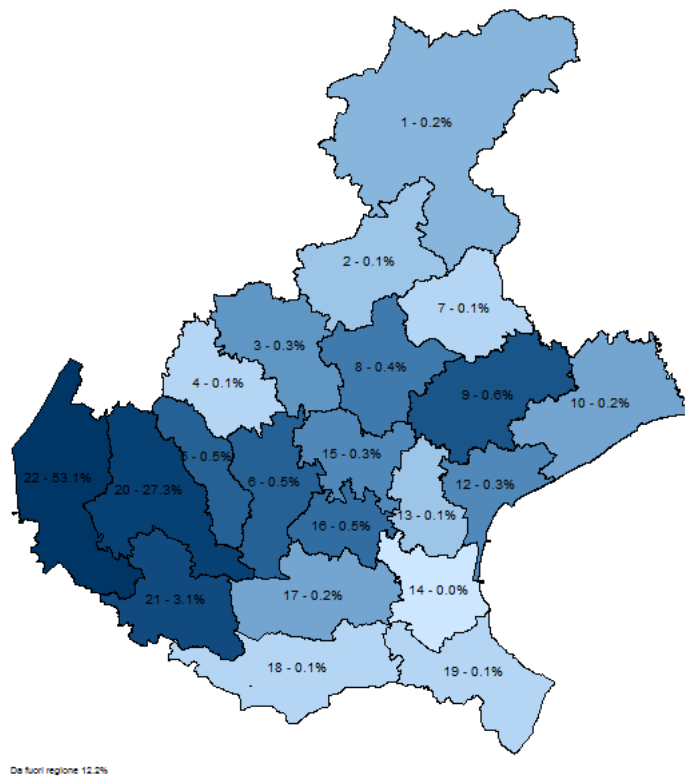 1 - 0.2%
2 - 0.1%
7 - 0.1%
3 - 0.3%
8 - 0.4%
4 - 0.1%
9 - 0.6%
10 - 0.2%
5 - 0.5%
15 - 0.3%
22 - 53.1%
20 - 27.3%
6 - 0.5%
12 - 0.3%
13 - 0.1%
16 - 0.5%
14 - 0.0%
21 - 3.1%
17 - 0.2%
18 - 0.1%
19 - 0.1%
Da fuori regione 12.2%